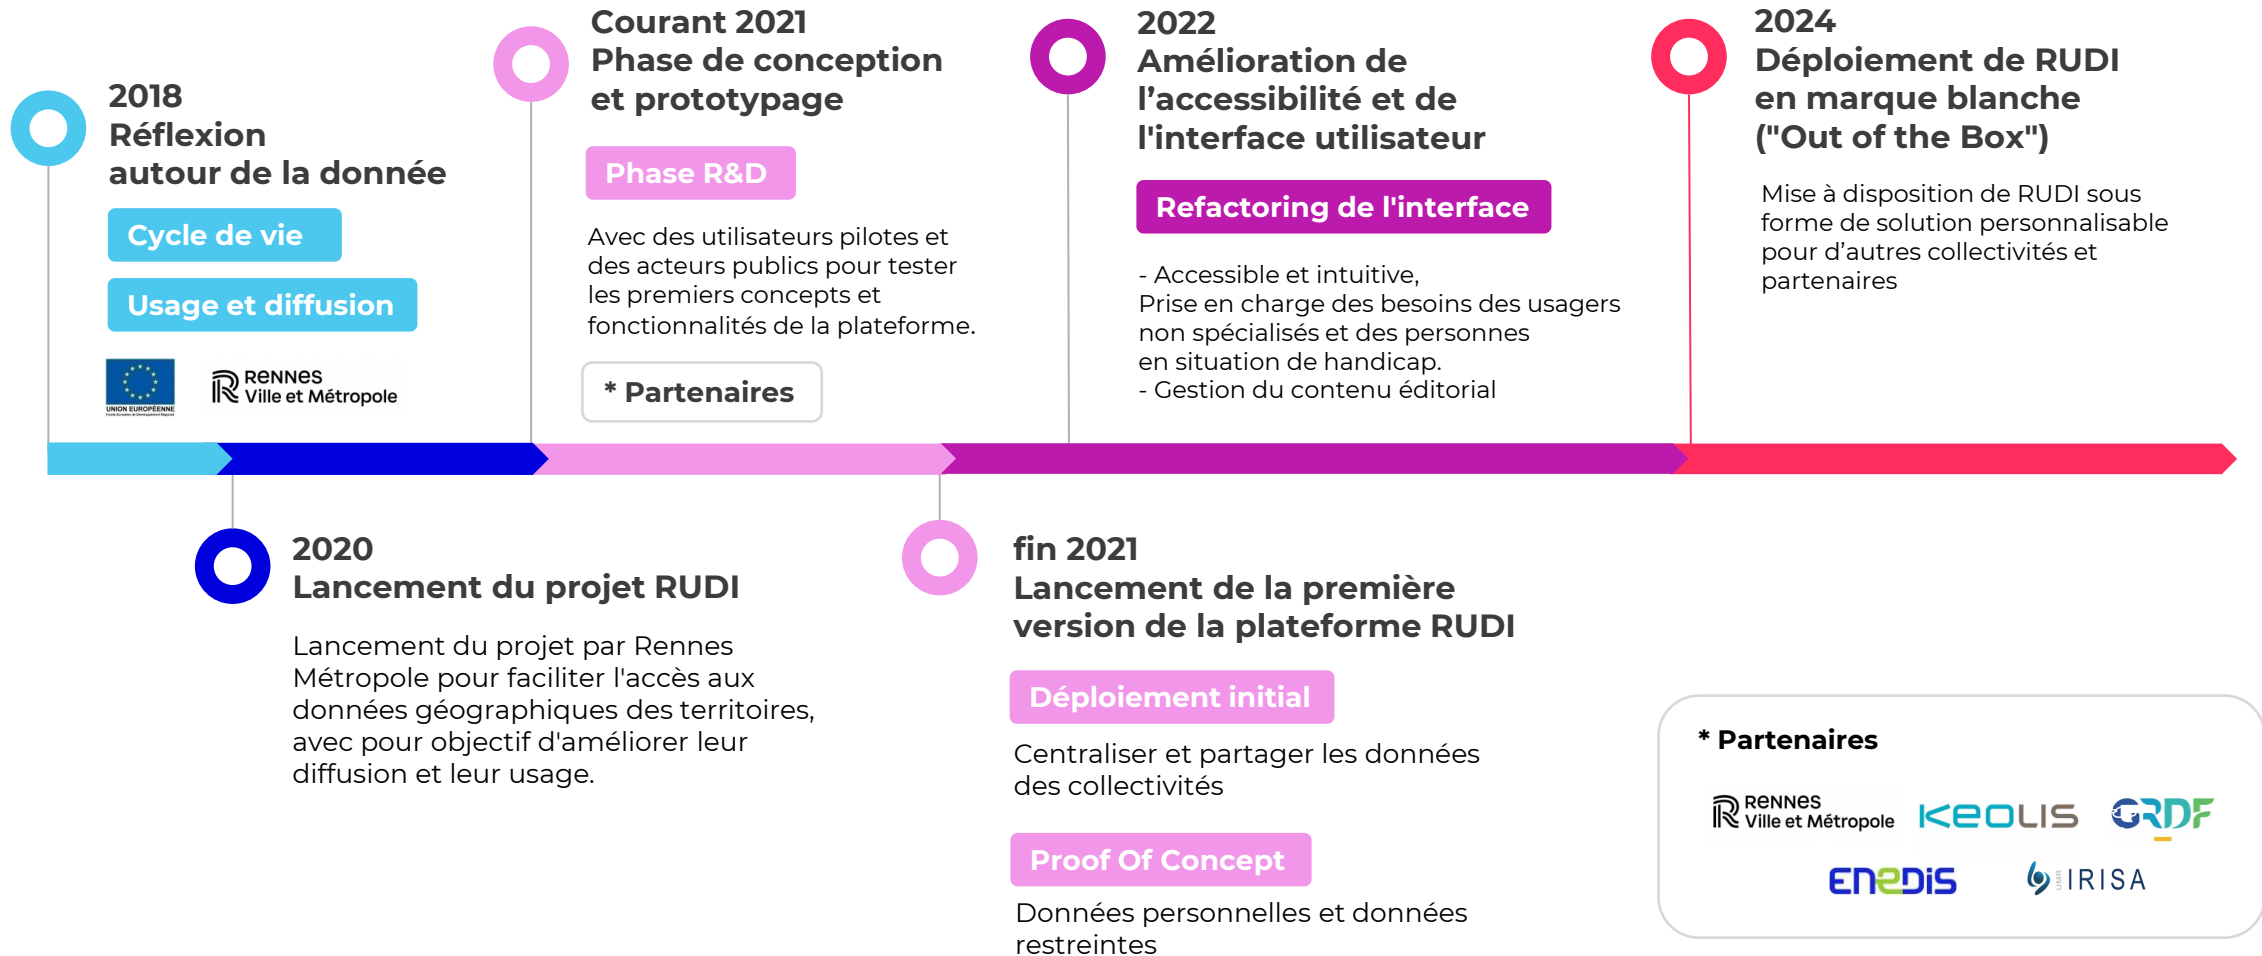 2018
Réflexion
autour de la donnée
Cycle de vie
Usage et diffusion
UNION EUROPÉENNE
Fonds Européens de Développement Régional
RENNES
Ville et Métropole
Courant 2021
Phase de conception
et prototypage
Phase R&D
Avec des utilisateurs pilotes et
des acteurs publics pour tester
les premiers concepts et
fonctionnalités de la plateforme.
* Partenaires
2022
Amélioration de
l’accessibilité et de
l'interface utilisateur
Refactoring de l'interface
- Accessible et intuitive,
Prise en charge des besoins des usagers
non spécialisés et des personnes
en situation de handicap.
- Gestion du contenu éditorial
2024
Déploiement de RUDI
en marque blanche
("Out of the Box")
Mise à disposition de RUDI sous
forme de solution personnalisable
pour d’autres collectivités et
partenaires
2020
Lancement du projet RUDI
Lancement du projet par Rennes
Métropole pour faciliter l'accès aux
données géographiques des territoires,
avec pour objectif d'améliorer leur
diffusion et leur usage.
fin 2021
Lancement de la première
version de la plateforme RUDI
Déploiement initial
Centraliser et partager les données
des collectivités
Proof Of Concept
Données personnelles et données
restreintes
* Partenaires
RENNES
Ville et Métropole
KEOLIS
GRDF
ENEDIS
UMR IRISA